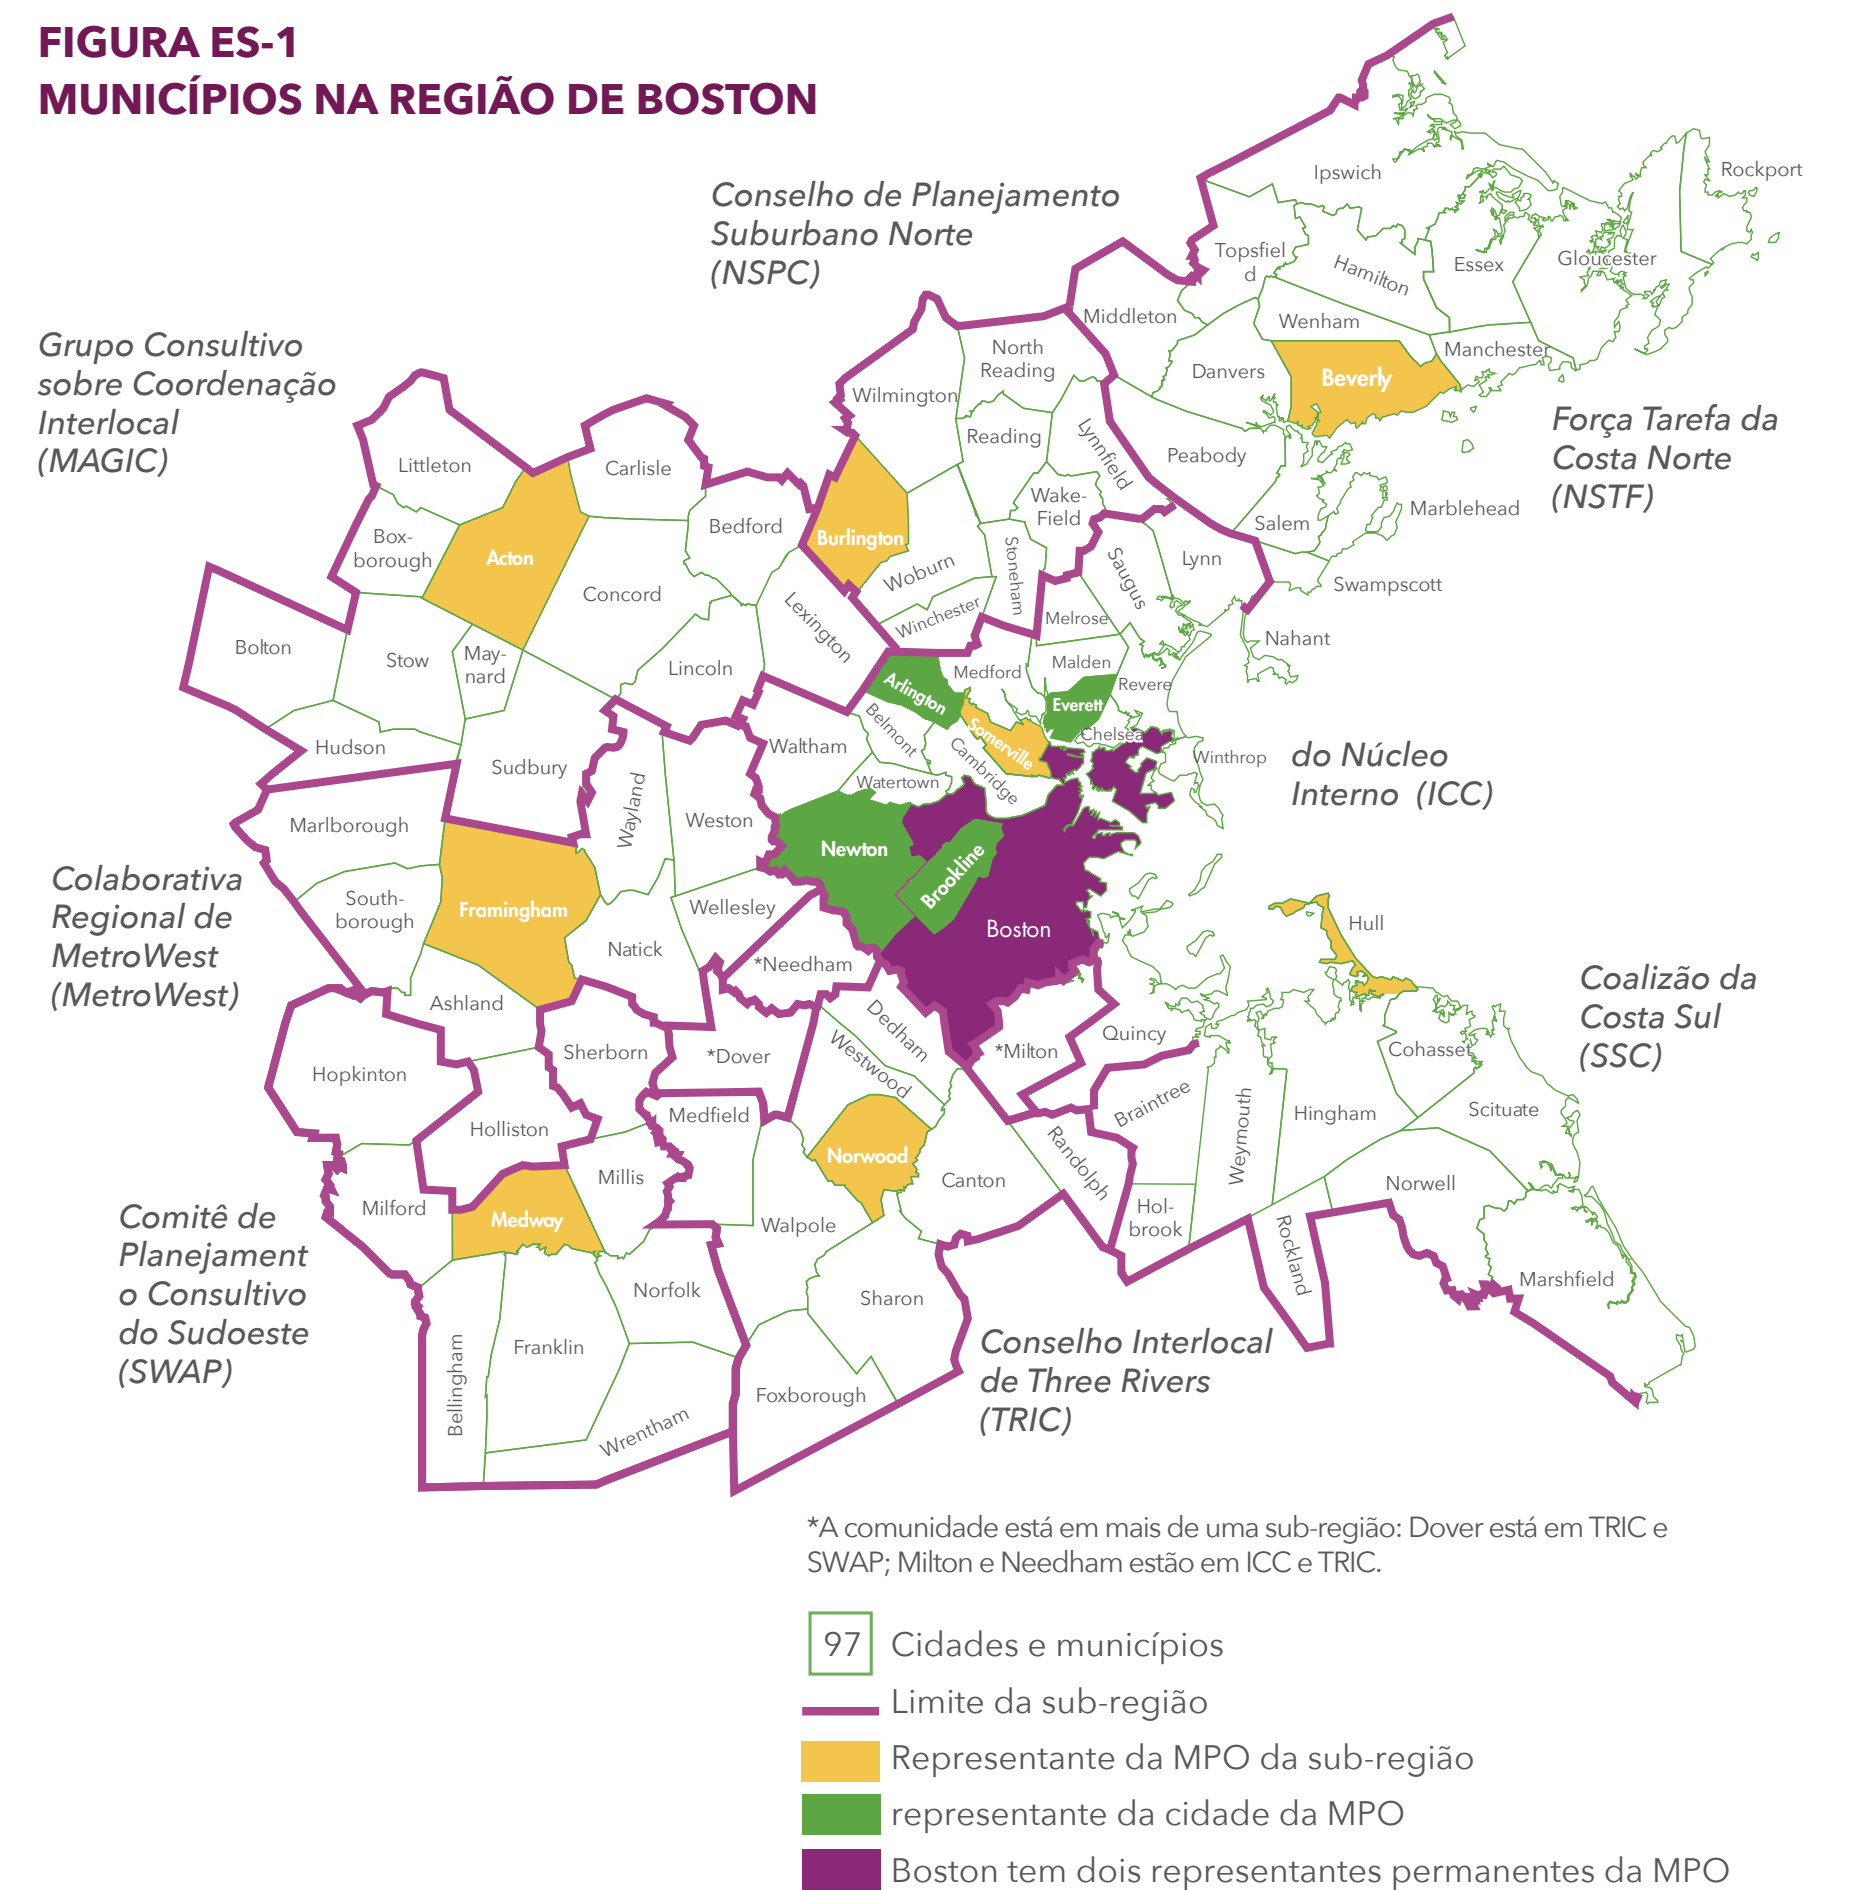 FIGURA ES-1
MUNICÍPIOS NA REGIÃO DE BOSTON
Conselho de Planejamento
Suburbano Norte
(NSPC)
Grupo Consultivo
sobre Coordenação
Interlocal
(MAGIC)
Força Tarefa da
Costa Norte
(NSTF)
do Núcleo
Interno (ICC)
Colaborativa
Regional de
MetroWest
(MetroWest)
Coalizão da
Costa Sul
(SSC)
Comitê de
Planejament
o Consultivo
do Sudoeste
(SWAP)
Conselho Interlocal
de Three Rivers
(TRIC)
Ipswich
Rockport
Topsfiel
d
Hamilton
Essex
Gloucester
Middleton
Wenham
Manchester
Danvers
Beverly
Peabody
Salem
Marblehead
Swampscott
Nahant
Lynn
Saugus
North
Reading
Wilmington
Reading
Lynnfield
Wake-
Field
Burlington
Woburn
Stoneham
Winchester
Littleton
Carlisle
Bedford
Box-
borough
Acton
Concord
Lexington
Bolton
Stow
May-
nard
Lincoln
Hudson
Sudbury
Melrose
Medford
Malden
Revere
Arlington
Everett
Chelsea
Somerville
Belmont
Cambridge
Winthrop
Waltham
Watertown
Newton
Brookline
Boston
Marlborough
Wayland
Weston
South-
borough
Framingham
Wellesley
Natick
Ashland
*Needham
Hull
Dedham
Westwood
*Milton
Quincy
Cohasset
Sherborn
*Dover
Hopkinton
Holliston
Medfield
Braintree
Weymouth
Hingham
Scituate
Norwood
Randolph
Canton
Millis
Milford
Medway
Walpole
Hol-
brook
Norwell
Rockland
Marshfield
Norfolk
Sharon
Franklin
Bellingham
Foxborough
Wrentham
*A comunidade está em mais de uma sub-região: Dover está em TRIC e
SWAP; Milton e Needham estão em ICC e TRIC.
97 Cidades e municípios
Limite da sub-região
Representante da MPO da sub-região
representante da cidade da MPO
Boston tem dois representantes permanentes da MPO